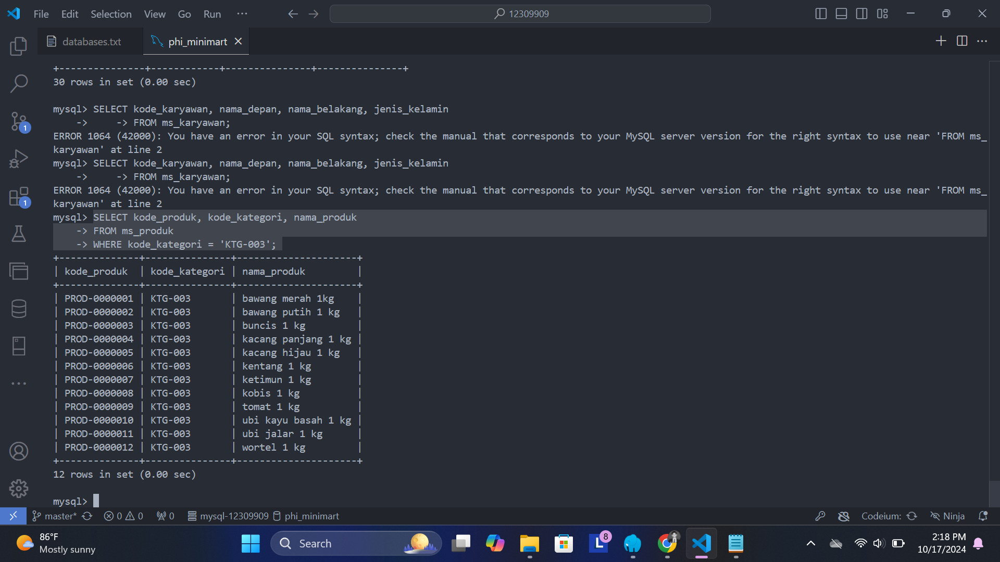 File Edit Selection View Go Run ··· 12309909
databases.txt phi_minimart
+---------------+------------+---------------+---------------+
30 rows in set (0.00 sec)
mysql> SELECT kode_karyawan, nama_depan, nama_belakang, jenis_kelamin
    ->     -> FROM ms_karyawan;
ERROR 1064 (42000): You have an error in your SQL syntax; check the manual that corresponds to your MySQL server version for the right syntax to use near 'FROM ms_
karyawan' at line 2
mysql> SELECT kode_karyawan, nama_depan, nama_belakang, jenis_kelamin
    ->     -> FROM ms_karyawan;
ERROR 1064 (42000): You have an error in your SQL syntax; check the manual that corresponds to your MySQL server version for the right syntax to use near 'FROM ms_
karyawan' at line 2
mysql> SELECT kode_produk, kode_kategori, nama_produk
    -> FROM ms_produk
    -> WHERE kode_kategori = 'KTG-003';
+--------------+---------------+---------------------+
| kode_produk  | kode_kategori | nama_produk         |
+--------------+---------------+---------------------+
| PROD-0000001 | KTG-003       | bawang merah 1kg    |
| PROD-0000002 | KTG-003       | bawang putih 1 kg   |
| PROD-0000003 | KTG-003       | buncis 1 kg         |
| PROD-0000004 | KTG-003       | kacang panjang 1 kg |
| PROD-0000005 | KTG-003       | kacang hijau 1 kg   |
| PROD-0000006 | KTG-003       | kentang 1 kg        |
| PROD-0000007 | KTG-003       | ketimun 1 kg        |
| PROD-0000008 | KTG-003       | kobis 1 kg          |
| PROD-0000009 | KTG-003       | tomat 1 kg          |
| PROD-0000010 | KTG-003       | ubi kayu basah 1 kg |
| PROD-0000011 | KTG-003       | ubi jalar 1 kg      |
| PROD-0000012 | KTG-003       | wortel 1 kg         |
+--------------+---------------+---------------------+
12 rows in set (0.00 sec)
mysql>
1
1
master* 0 0 0 mysql-12309909 phi_minimart Codeium: Ninja
86°F
Mostly sunny
Search
L 8
2:18 PM
10/17/2024